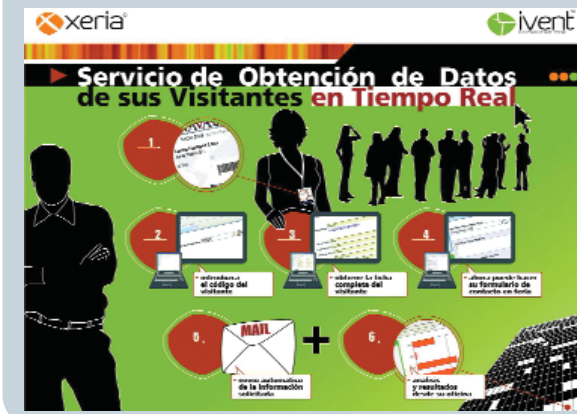 xeria
ivent
Servicio de Obtención de Datos
de sus Visitantes en Tiempo Real
1
2
3
4
introduzca
el código del
visitante
obtiene la ficha
completa del
visitante
ahora puede hacer
su formulario de
contacto en feria
5.
MAIL
+
6.
envío automático
de la información
solicitada
análisis
y resultados
desde su oficina